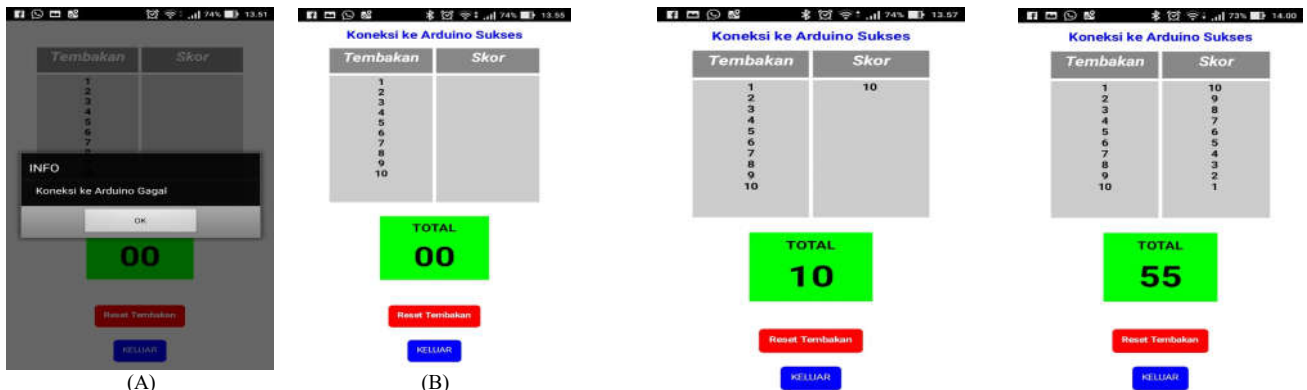 74% 13.51
Tembakan Skor
1
2
3
4
5
6
7
INFO
Koneksi ke Arduino Gagal
OK
00
Reset Tembakan
KELUAR
(A)
74% 13.55
Koneksi ke Arduino Sukses
Tembakan Skor
1
2
3
4
5
6
7
8
9
10
TOTAL
00
Reset Tembakan
KELUAR
(B)
74% 13.57
Koneksi ke Arduino Sukses
Tembakan Skor
1 10
2
3
4
5
6
7
8
9
10
TOTAL
10
Reset Tembakan
KELUAR
73% 14.00
Koneksi ke Arduino Sukses
Tembakan Skor
1 10
2 9
3 8
4 7
5 6
6 5
7 4
8 3
9 2
10 1
TOTAL
55
Reset Tembakan
KELUAR